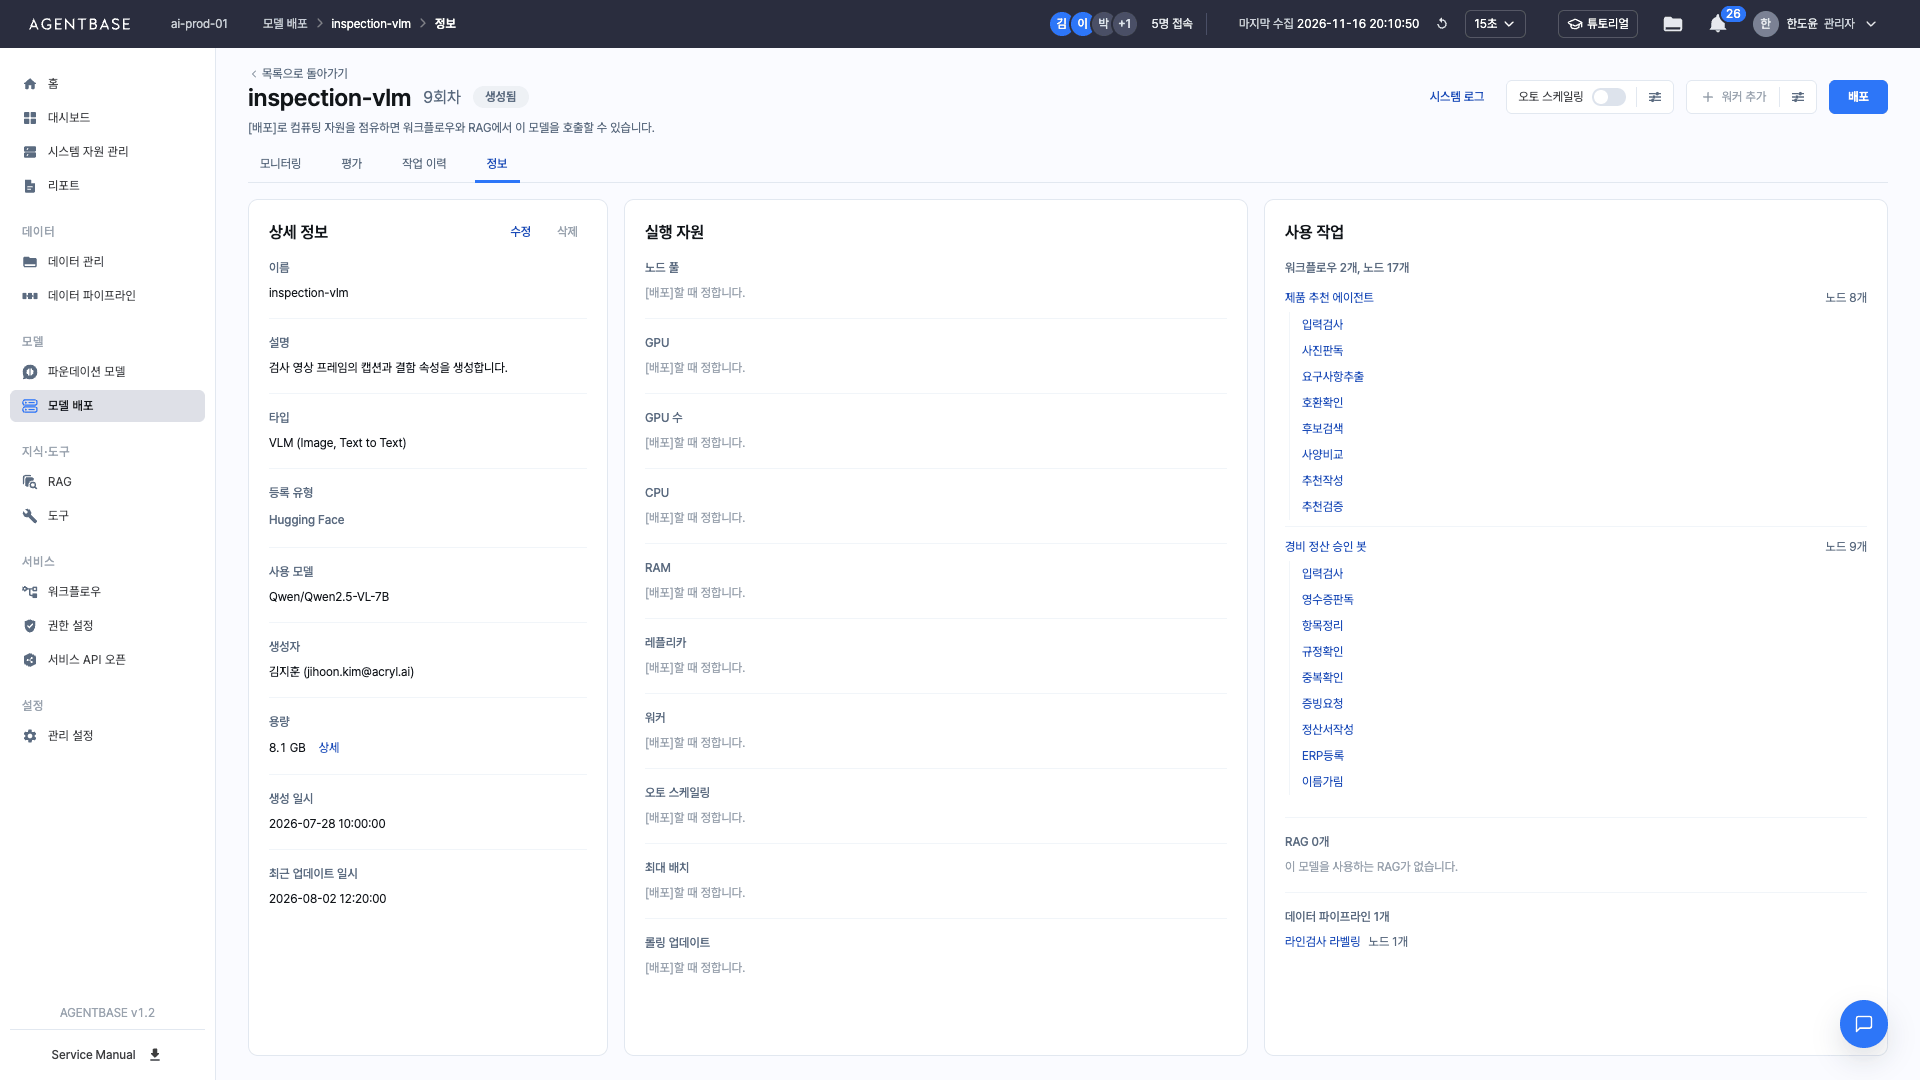 AGENTBASE
ai-prod-01
모델 배포 > inspection-vlm > 정보
김 이 박 +1 5명 접속
마지막 수집 2026-11-16 20:10:50
15초
튜토리얼
26
한 한도윤 관리자
홈
대시보드
시스템 자원 관리
리포트
데이터
데이터 관리
데이터 파이프라인
모델
파운데이션 모델
모델 배포
지식·도구
RAG
도구
서비스
워크플로우
권한 설정
서비스 API 오픈
설정
관리 설정
AGENTBASE v1.2
Service Manual
목록으로 돌아가기
inspection-vlm 9회차 생성됨
[배포]로 컴퓨팅 자원을 점유하면 워크플로우와 RAG에서 이 모델을 호출할 수 있습니다.
시스템 로그
오토 스케일링
워커 추가
배포
모니터링 평가 작업 이력 정보
상세 정보 수정 삭제
이름
inspection-vlm
설명
검사 영상 프레임의 캡션과 결함 속성을 생성합니다.
타입
VLM (Image, Text to Text)
등록 유형
Hugging Face
사용 모델
Qwen/Qwen2.5-VL-7B
생성자
김지훈 (jihoon.kim@acryl.ai)
용량
8.1 GB 상세
생성 일시
2026-07-28 10:00:00
최근 업데이트 일시
2026-08-02 12:20:00
실행 자원
노드 풀
[배포]할 때 정합니다.
GPU
[배포]할 때 정합니다.
GPU 수
[배포]할 때 정합니다.
CPU
[배포]할 때 정합니다.
RAM
[배포]할 때 정합니다.
레플리카
[배포]할 때 정합니다.
워커
[배포]할 때 정합니다.
오토 스케일링
[배포]할 때 정합니다.
최대 배치
[배포]할 때 정합니다.
롤링 업데이트
[배포]할 때 정합니다.
사용 작업
워크플로우 2개, 노드 17개
제품 추천 에이전트 노드 8개
입력검사
사진판독
요구사항추출
호환확인
후보검색
사양비교
추천작성
추천검증
경비 정산 승인 봇 노드 9개
입력검사
영수증판독
항목정리
규정확인
중복확인
증빙요청
정산서작성
ERP등록
이름가림
RAG 0개
이 모델을 사용하는 RAG가 없습니다.
데이터 파이프라인 1개
라인검사 라벨링 노드 1개